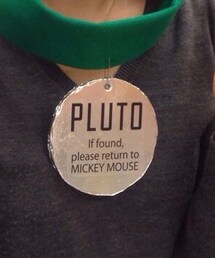 PLUTO
If found,
please return to
MICKEY MOUSE